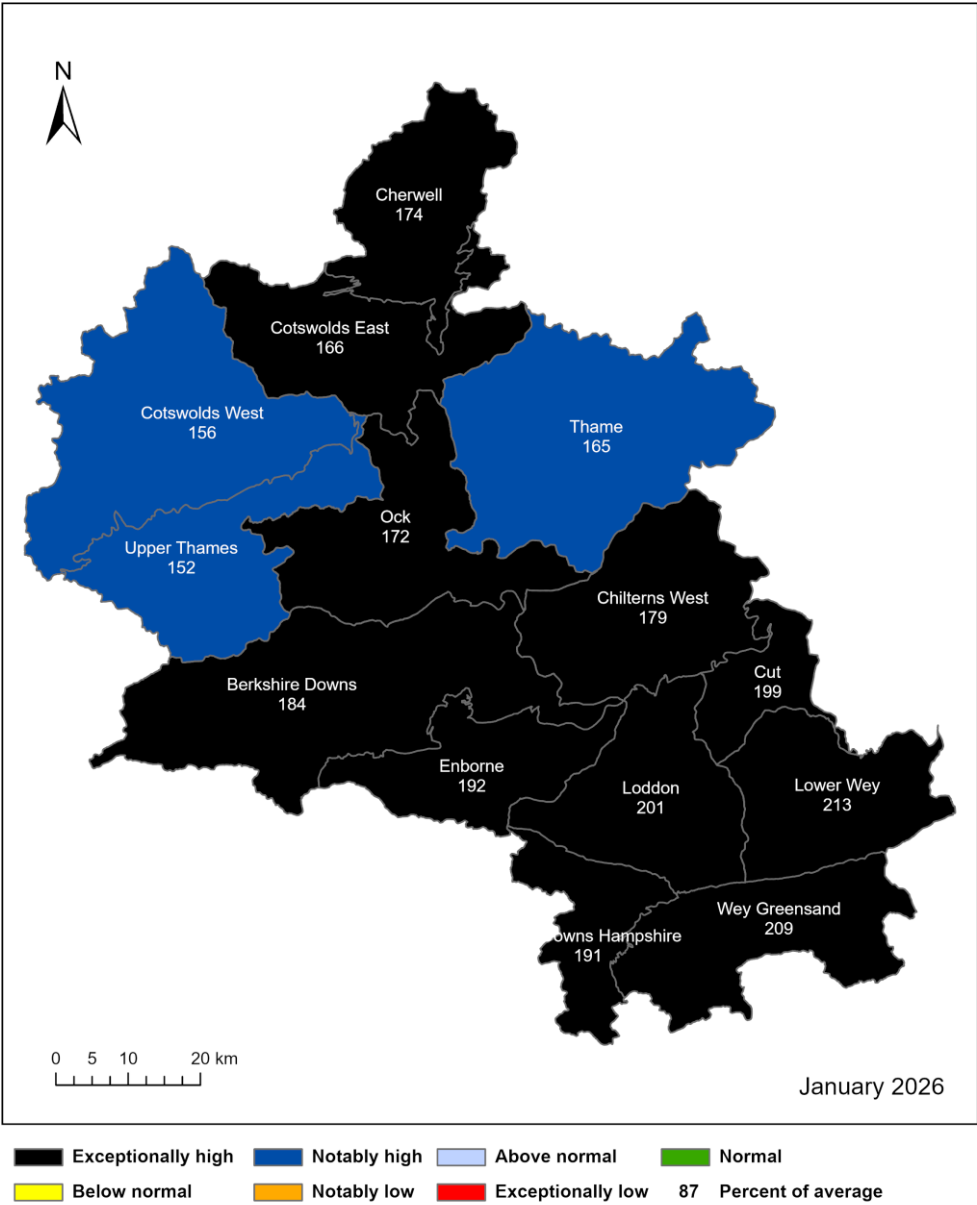 N
Cherwell
174
Cotswolds East
166
Cotswolds West
156
Thame
165
Ock
172
Upper Thames
152
Chilterns West
179
Cut
199
Berkshire Downs
184
Enborne
192
Loddon
201
Lower Wey
213
Wey Greensand
209
owns Hampshire
191
0 5 10 20 km
January 2026
Exceptionally high Notably high Above normal Normal
Below normal Notably low Exceptionally low 87 Percent of average